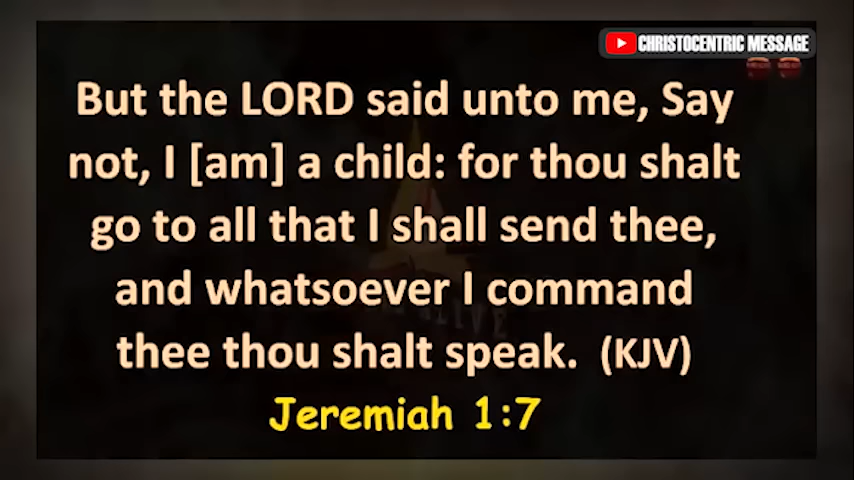 CHRISTOCENTRIC MESSAGE
But the LORD said unto me, Say
not, I [am] a child: for thou shalt
go to all that I shall send thee,
and whatsoever I command
thee thou shalt speak. (KJV)
Jeremiah 1:7